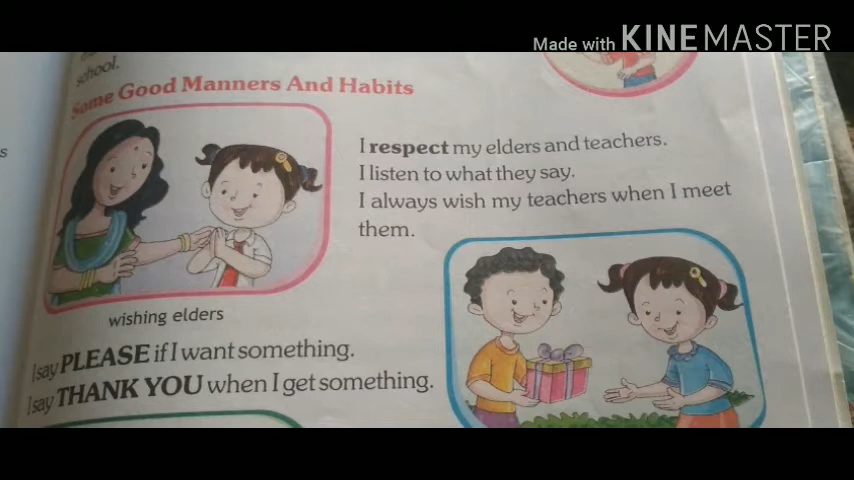 Made with KINEMASTER
school.
Some Good Manners And Habits
I respect my elders and teachers.
I listen to what they say.
I always wish my teachers when I meet
them.
wishing elders
I say PLEASE if I want something.
I say THANK YOU when I get something.